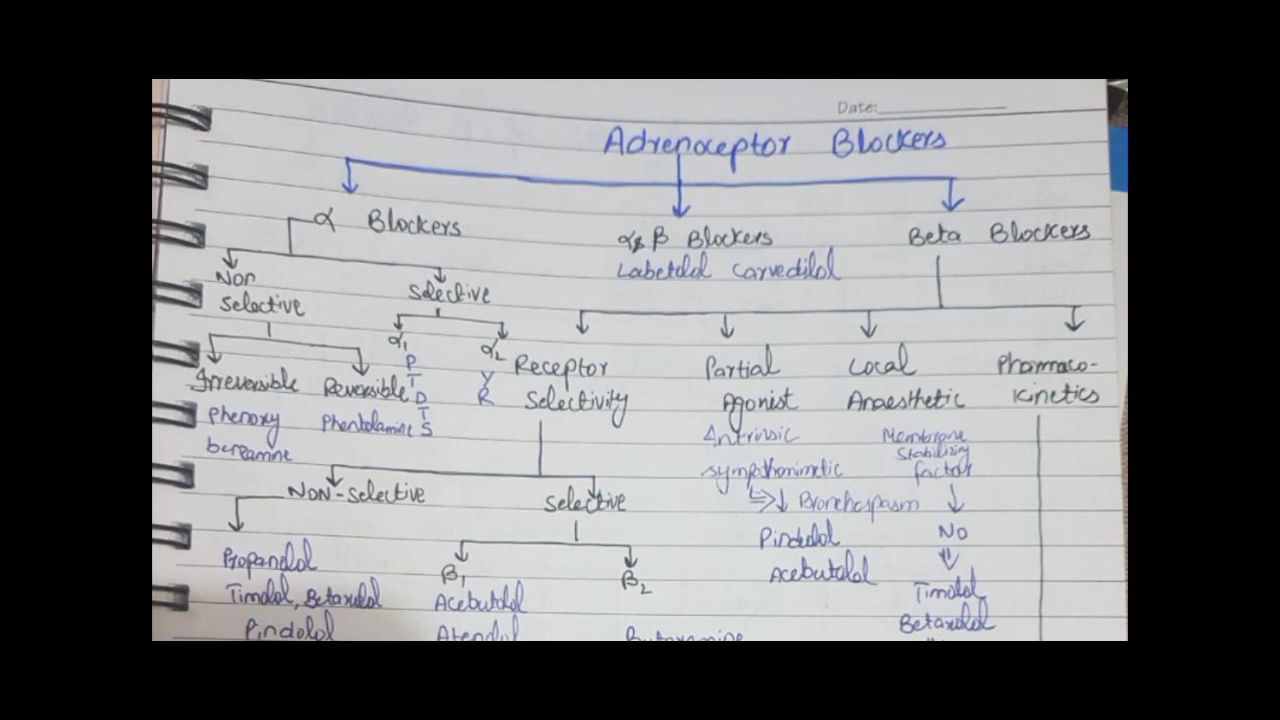 Date:
Adrenoceptor Blockers
α Blockers
α & β Blockers
Labetalol Carvedilol
Beta Blockers
Non
Selective
Selective
Irreversible
Phenoxy
benzamine
Reversible
Phentolamine
α1
P
T
D
T
S
α2
Y
R
Receptor
Selectivity
Partial
Agonist
Intrinsic
sympathomimetic
↓ Bronchospasm
Pindolol
Acebutolol
Local
Anaesthetic
Membrane
Stabilizing
factor
NO
Timolol
Betaxolol
Pharmaco-
kinetics
Non-selective
Selective
Propanolol
Timolol, Betaxolol
Pindolol
β1
Acebutolol
Atenolol
β2
Butoxamine